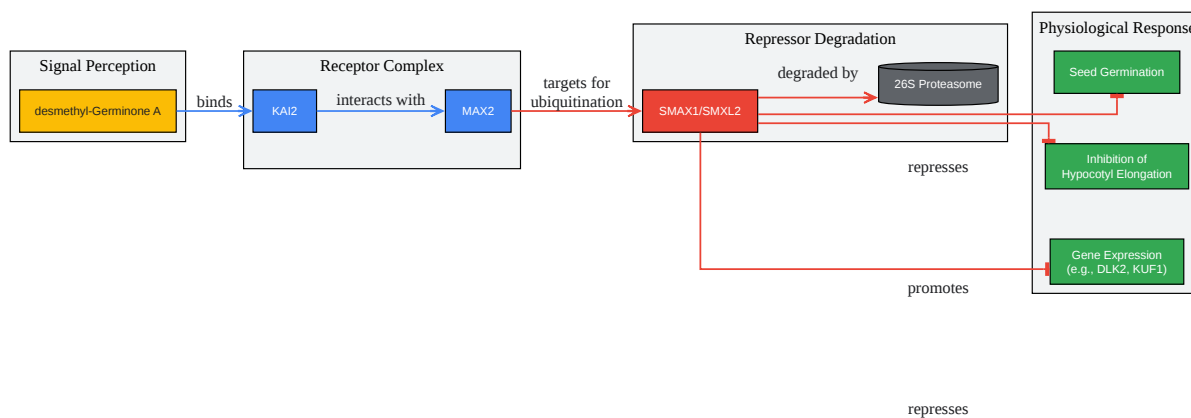 Signal Perception
desmethyl-Germinone A
binds
Receptor Complex
KAI2
interacts with
MAX2
targets for
ubiquitination
Repressor Degradation
SMAX1/SMXL2
degraded by
26S Proteasome
represses
promotes
represses
Physiological Response
Seed Germination
Inhibition of
Hypocotyl Elongation
Gene Expression
(e.g., DLK2, KUF1)